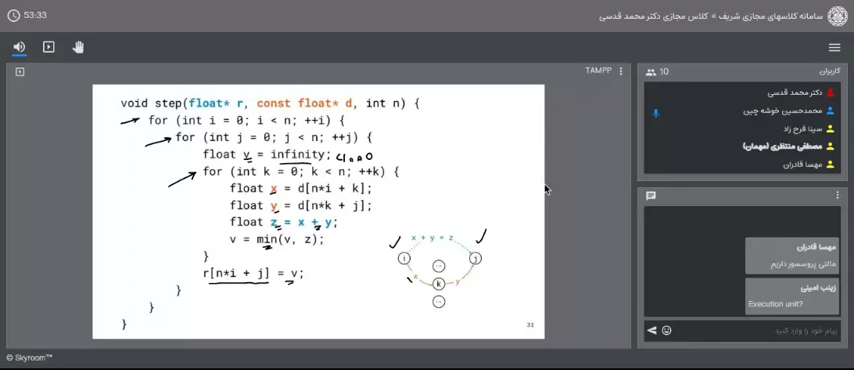 53:33
سامانه کلاسهای مجازی شریف » کلاس مجازی دکتر محمد قدسی
TAMPP
void step(float* r, const float* d, int n) {
for (int i = 0; i < n; ++i) {
for (int j = 0; j < n; ++j) {
float v = infinity;
for (int k = 0; k < n; ++k) {
float x = d[n*i + k];
float y = d[n*k + j];
float z = x + y;
v = min(v, z);
}
r[n*i + j] = v;
}
}
}
x + y = z
i
j
x
k
y
...
...
31
کاربران
10
دکتر محمد قدسی
محمدحسین خوشه چین
سینا فرح زاد
مصطفی منتظری (مهمان)
مهسا قادران
مهسا قادران
مالتی پروسسور داریم
زینب امینی
Execution unit?
پیام خود را وارد کنید.
© Skyroom™